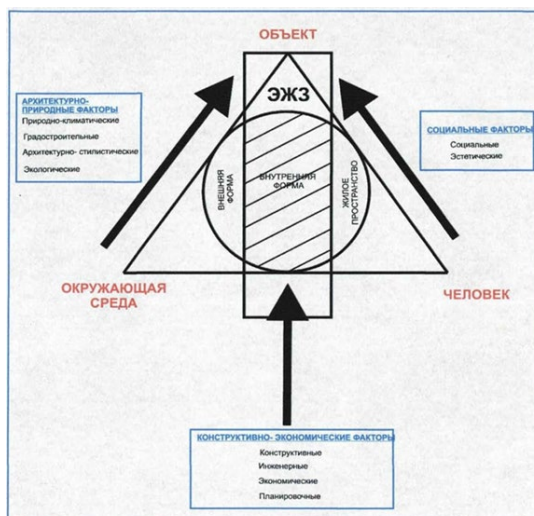 ОБЪЕКТ
АРХИТЕКТУРНО-
ПРИРОДНЫЕ ФАКТОРЫ
Природно-климатические
Градостроительные
Архитектурно- стилистические
Экологические
ЭЖЗ
СОЦИАЛЬНЫЕ ФАКТОРЫ
Социальные
Эстетические
ВНЕШНЯЯ
ФОРМА
ВНУТРЕННЯЯ
ФОРМА
ЖИЛОЕ
ПРОСТРАНСТВО
ОКРУЖАЮЩАЯ
СРЕДА
ЧЕЛОВЕК
КОНСТРУКТИВНО- ЭКОНОМИЧЕСКИЕ ФАКТОРЫ
Конструктивные
Инженерные
Экономические
Планировочные